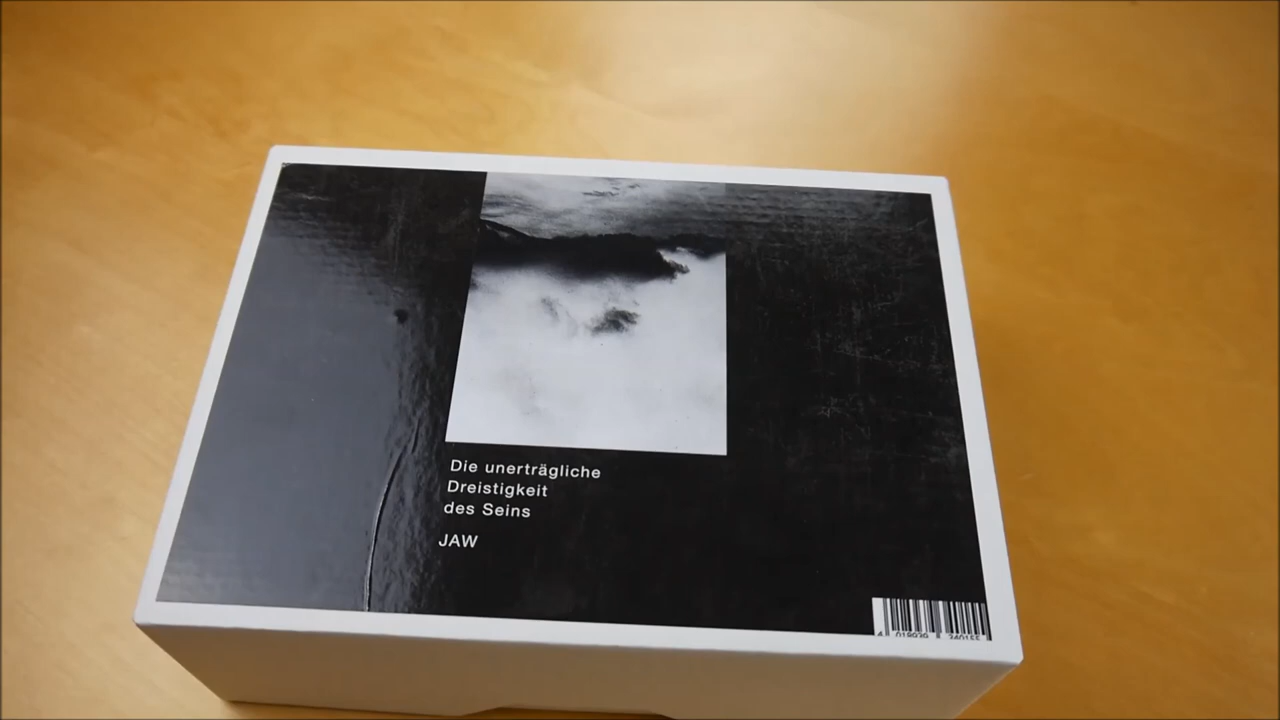 Die unerträgliche
Dreistigkeit
des Seins
JAW